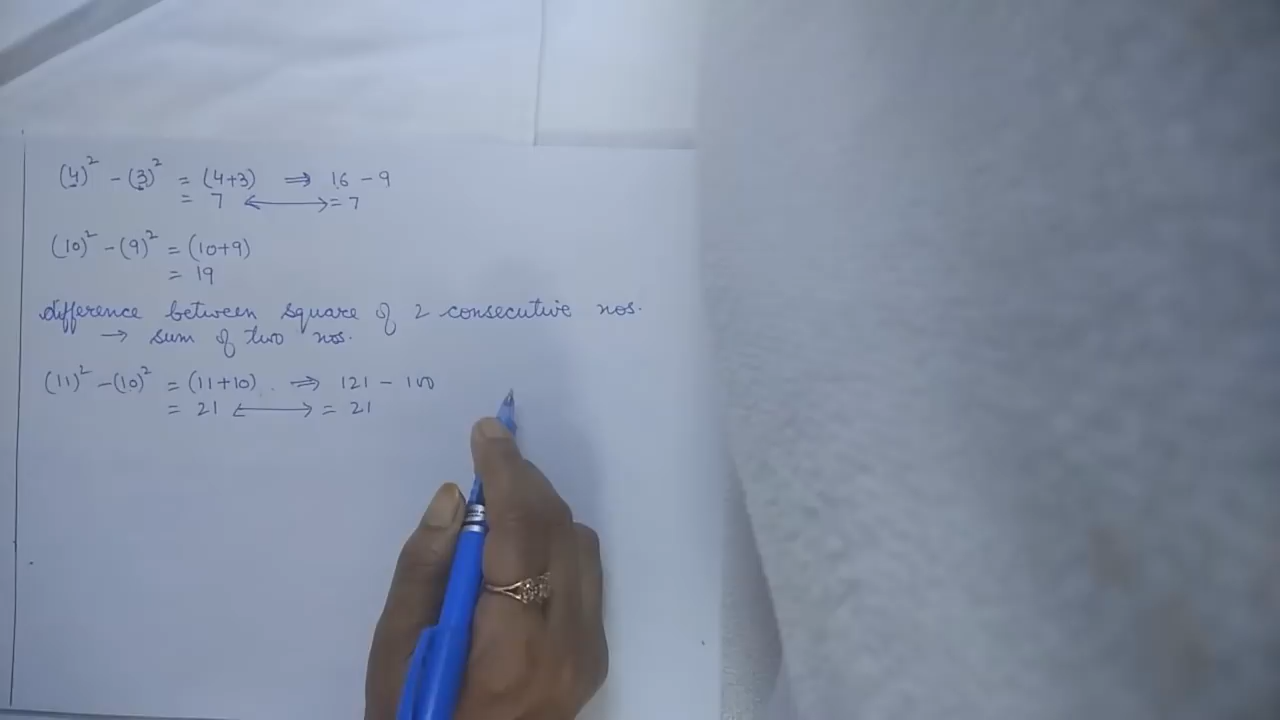 (4)² - (3)² = (4+3) ⇒ 16 - 9
= 7 ⟷ = 7
(10)² - (9)² = (10+9)
= 19
difference between square of 2 consecutive nos.
→ sum of two nos.
(11)² - (10)² = (11+10) ⇒ 121 - 100
= 21 ⟷ = 21